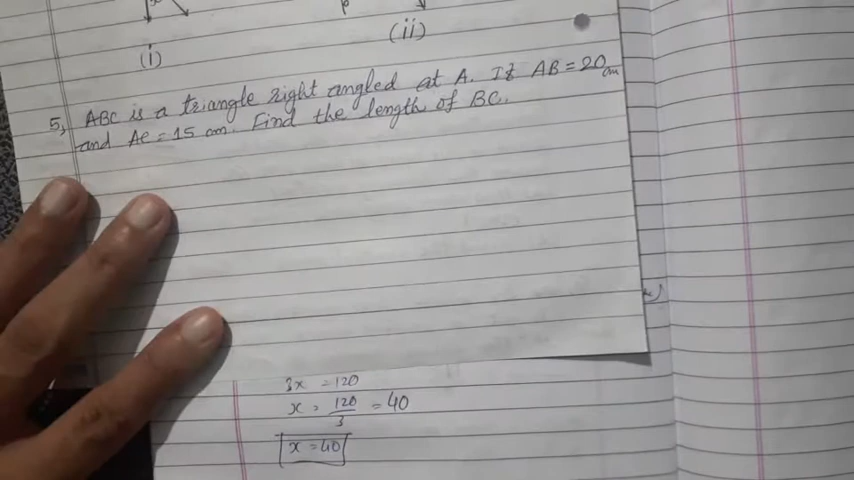 (i)
p
(ii)
5, ABC is a triangle right angled at A. If AB = 20 cm
and AC = 15 cm. Find the length of BC.
3x = 120
x = 120/3 = 40
x = 40